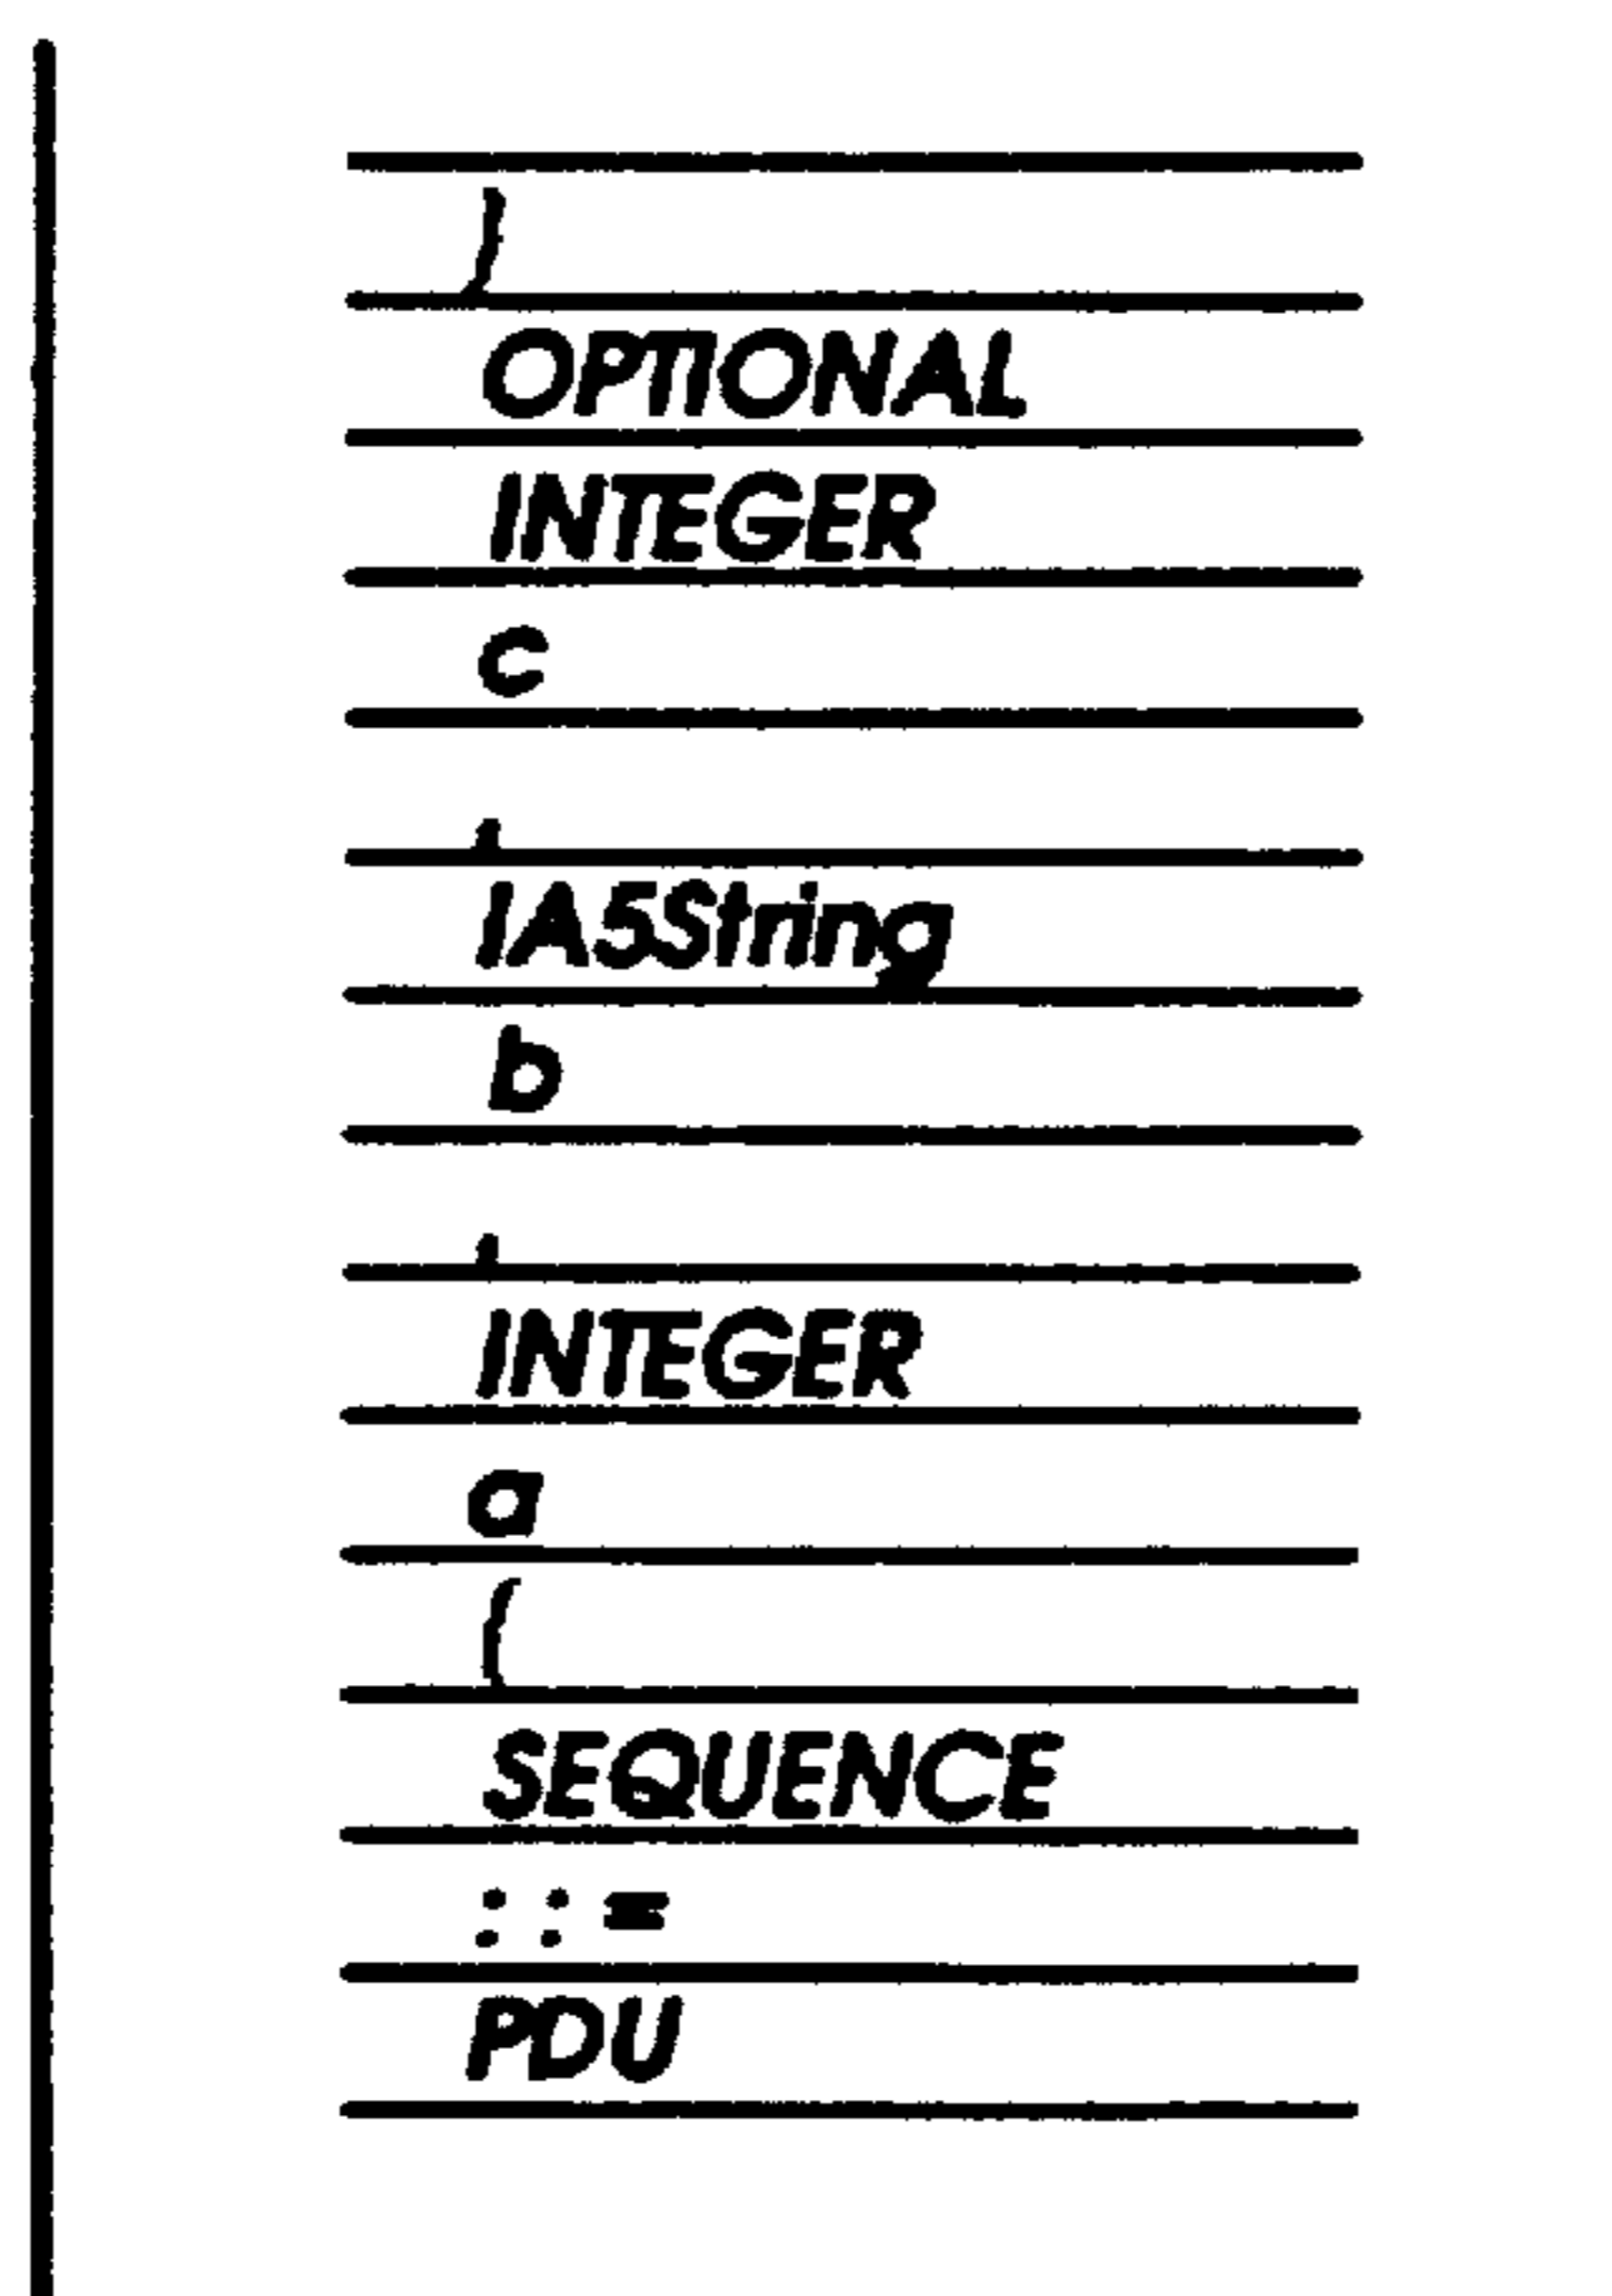 }
OPTIONAL
INTEGER
c
,
IA5String
b
,
INTEGER
a
{
SEQUENCE
: : =
PDU